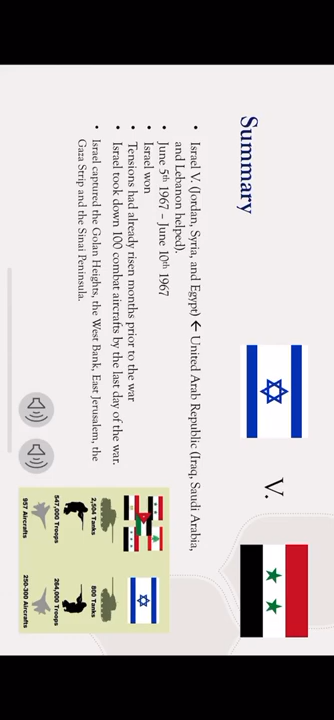 Summary
V.
• Israel V. (Jordan, Syria, and Egypt) ← United Arab Republic (Iraq, Saudi Arabia,
and Lebanon helped).
• June 5th 1967 – June 10th 1967
• Israel won
• Tensions had already risen months prior to the war
• Israel took down 100 combat aircrafts by the last day of the war.
• Israel captured the Golan Heights, the West Bank, East Jerusalem, the
Gaza Strip and the Sinai Peninsula.
2,504 Tanks
800 Tanks
547,000 Troops
264,000 Troops
957 Aircrafts
250-300 Aircrafts